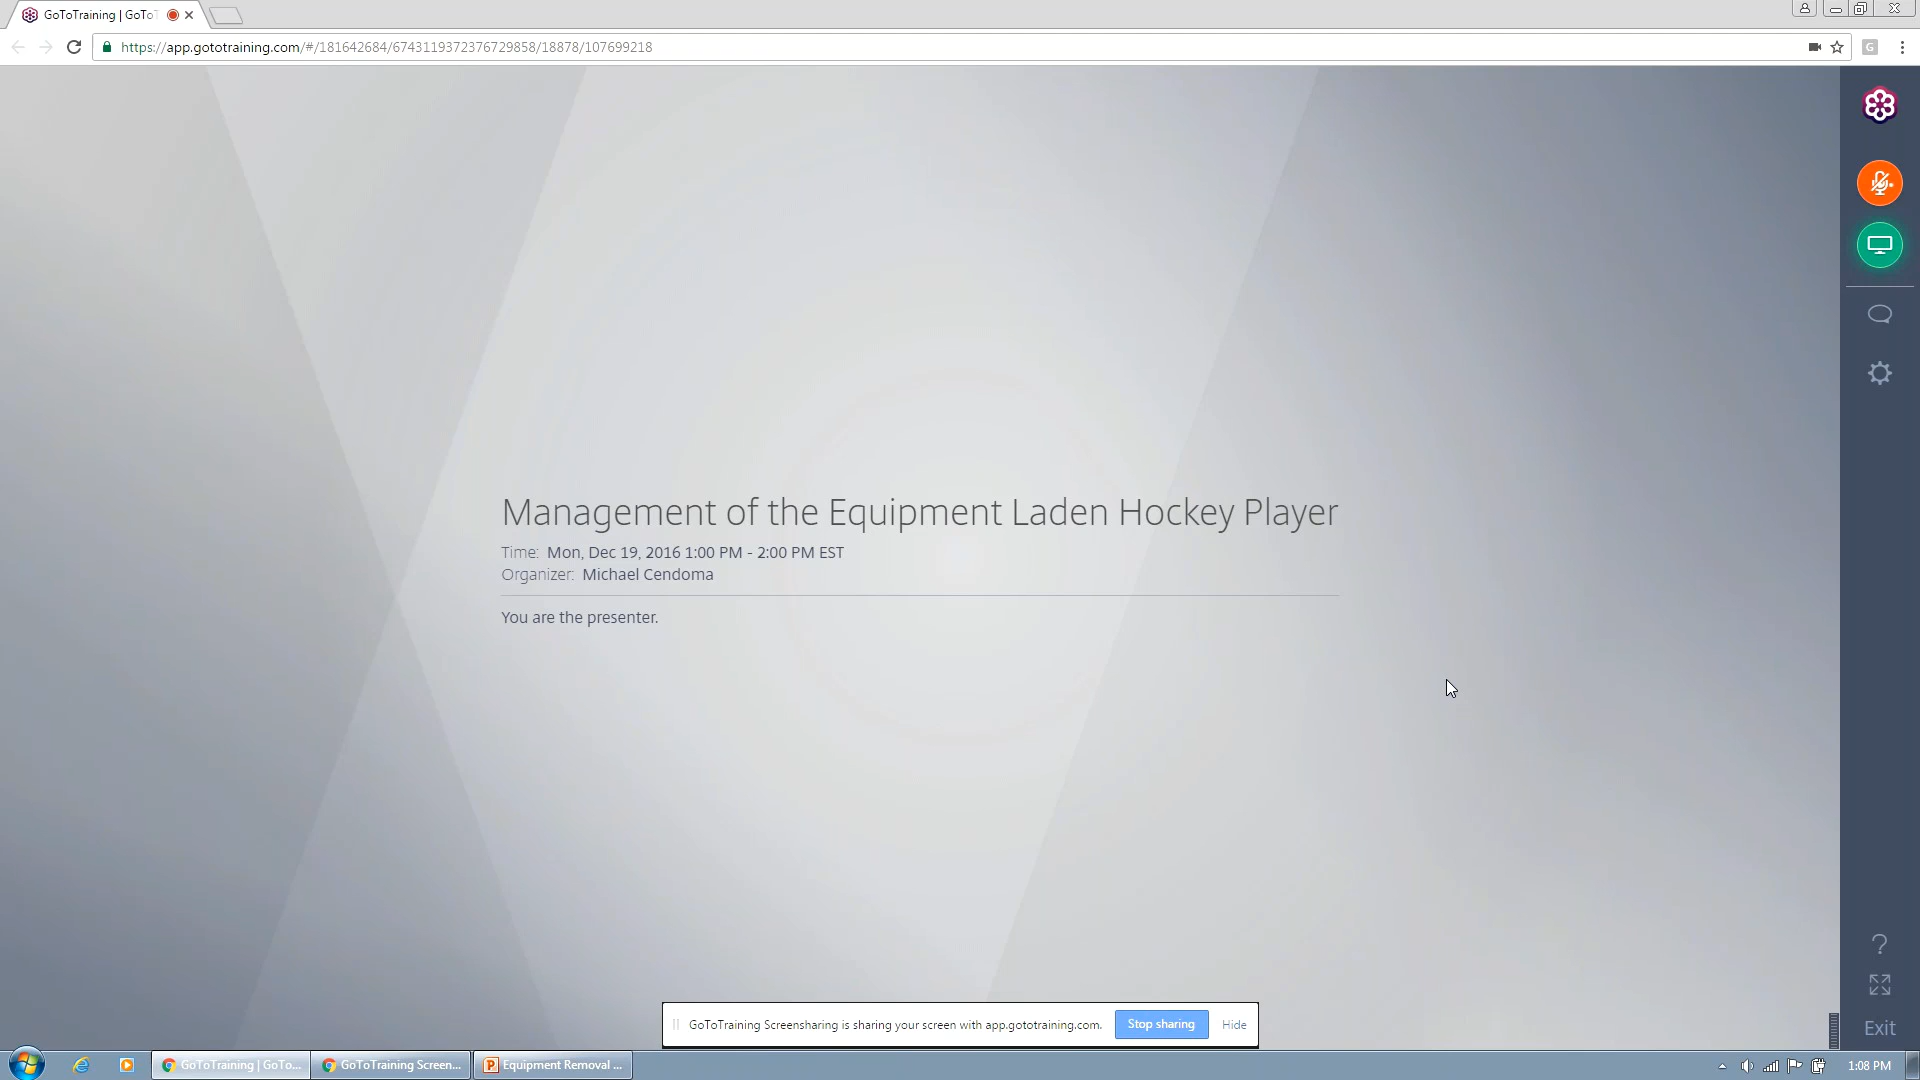 GoToTraining | GoToT
https://app.gototraining.com/#/181642684/6743119372376729858/18878/107699218
G
Management of the Equipment Laden Hockey Player
Time: Mon, Dec 19, 2016 1:00 PM - 2:00 PM EST
Organizer: Michael Cendoma
You are the presenter.
?
Exit
GoToTraining Screensharing is sharing your screen with app.gototraining.com. Stop sharing Hide
GoToTraining | GoTo... GoToTraining Screen... Equipment Removal ... 1:08 PM